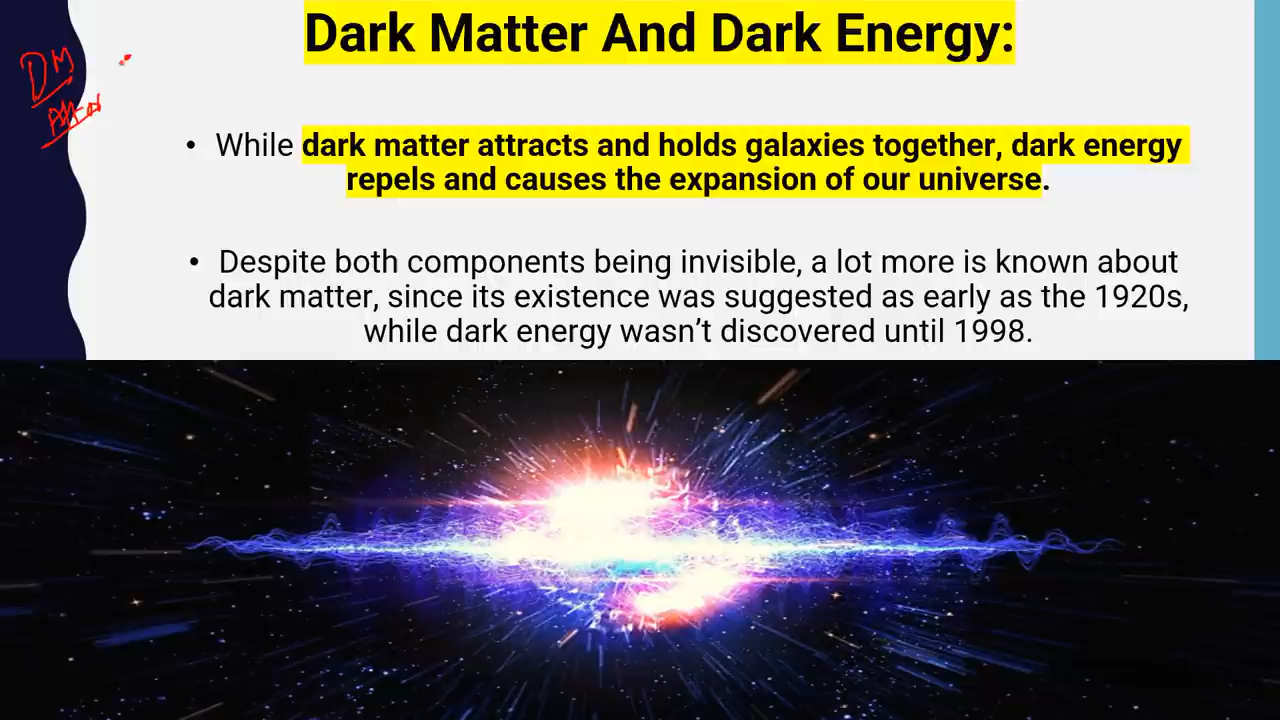 Dark Matter And Dark Energy:
DM
• While dark matter attracts and holds galaxies together, dark energy
repels and causes the expansion of our universe.
• Despite both components being invisible, a lot more is known about
dark matter, since its existence was suggested as early as the 1920s,
while dark energy wasn’t discovered until 1998.